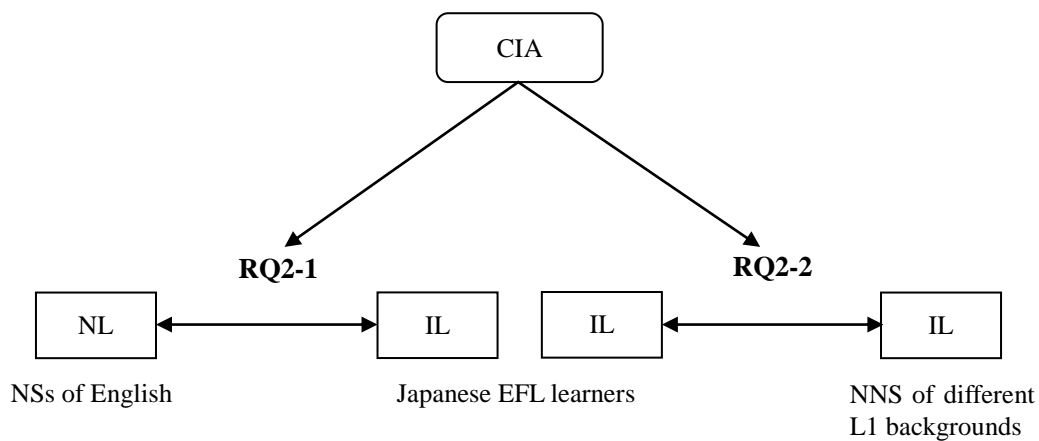 CIA
RQ2-1
RQ2-2
NL
IL
IL
IL
NSs of English
Japanese EFL learners
NNS of different
L1 backgrounds